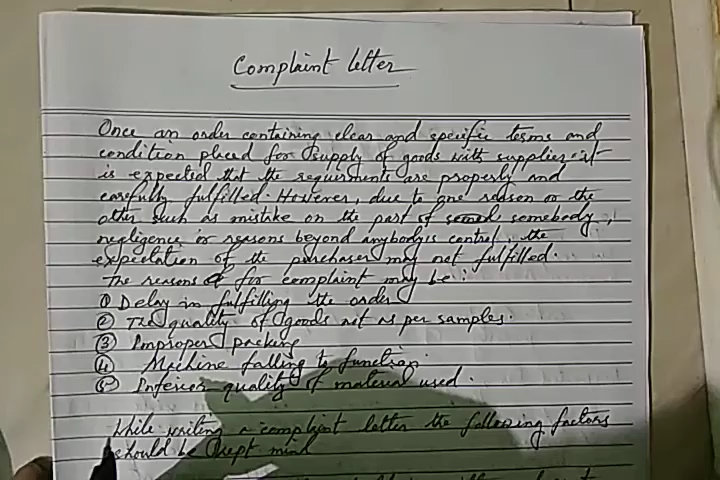 Complaint letter
Once an order containing clear and specific terms and
condition placed for supply of goods with supplier it
is expected that the requirments are properly and
carefully fulfilled. However, due to one reason or the
other such as mistake on the part of somebody,
negligence or reasons beyond anybody's control, the
expectation of the purchaser may not fulfilled.
The reasons for complaint may be:
① Delay in fulfilling the order
② The quality of goods not as per samples.
③ Improper packing
④ Machine falling to function.
⑤ Inferior quality of material used.
While writing a complaint letter the following factors
should be kept mind